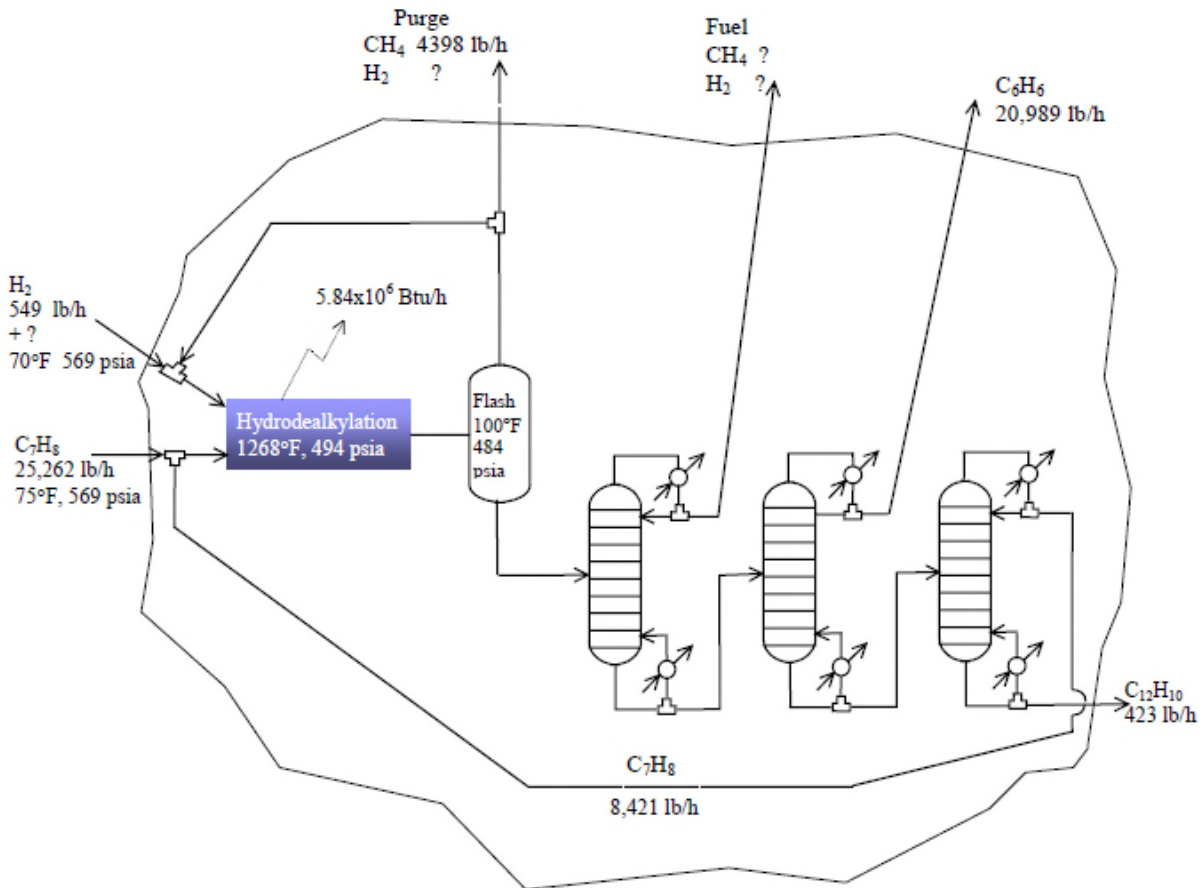 Purge
CH₄ 4398 lb/h
H₂ ?
Fuel
CH₄ ?
H₂ ?
C₆H₆
20,989 lb/h
H₂
549 lb/h
+ ?
70°F 569 psia
5.84x10⁶ Btu/h
Hydrodealkylation
1268°F, 494 psia
Flash
100°F
484
psia
C₇H₈
25,262 lb/h
75°F, 569 psia
C₁₂H₁₀
423 lb/h
C₇H₈
8,421 lb/h